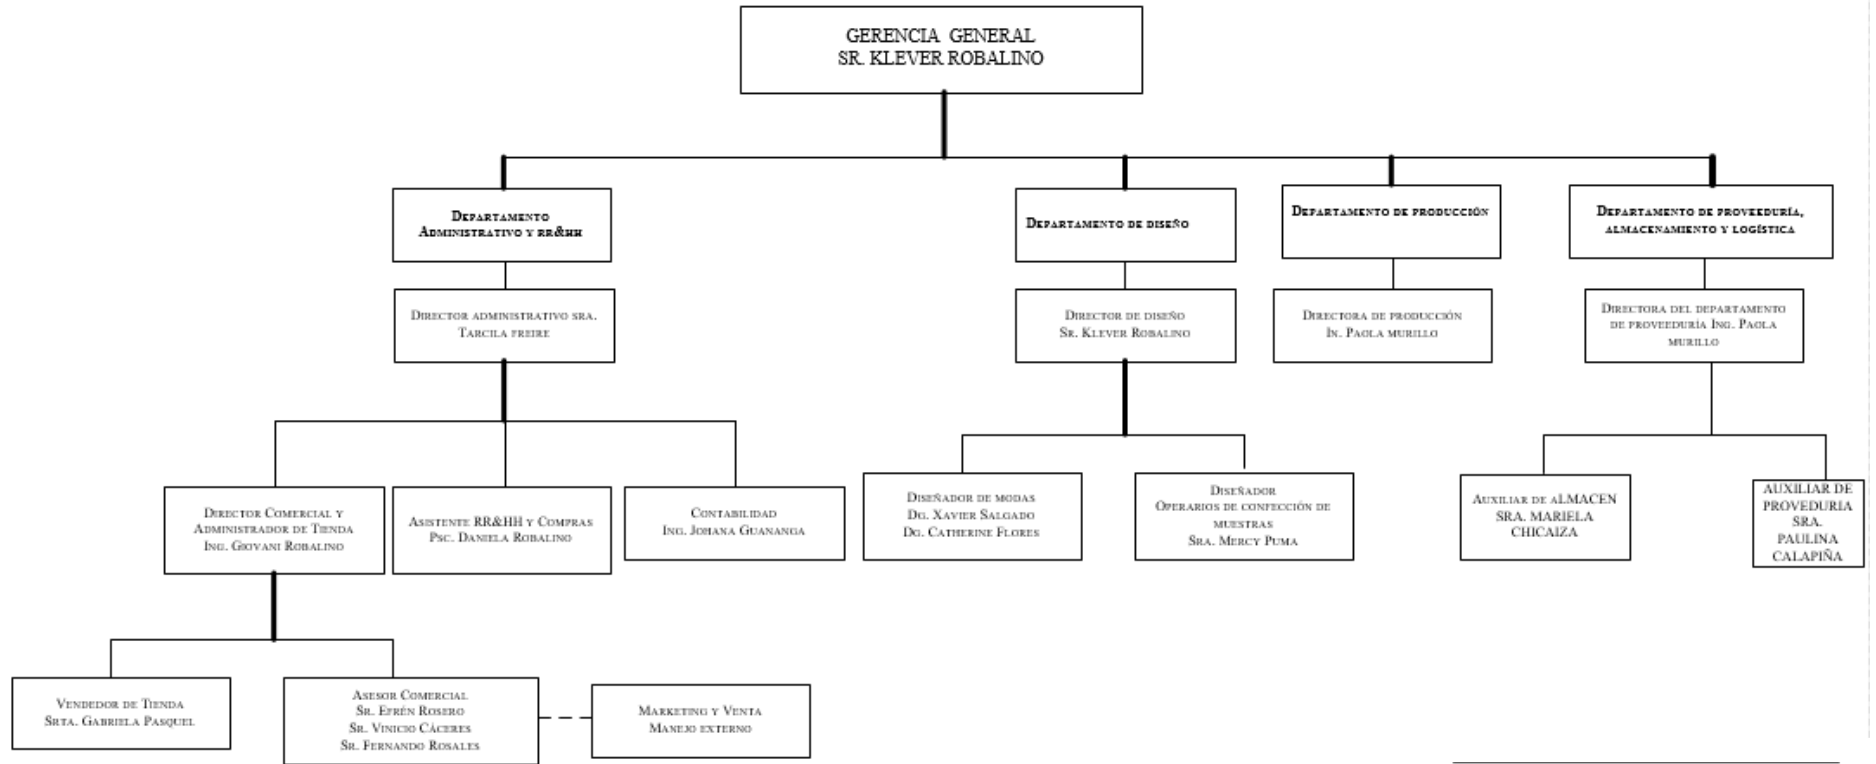 GERENCIA GENERAL
SR. KLEVER ROBALINO
DEPARTAMENTO
ADMINISTRATIVO Y RR&HH
DEPARTAMENTO DE DISEÑO
DEPARTAMENTO DE PRODUCCIÓN
DEPARTAMENTO DE PROVEEDURÍA,
ALMACENAMIENTO Y LOGÍSTICA
DIRECTOR ADMINISTRATIVO SRA.
TARCILA FREIRE
DIRECTOR DE DISEÑO
SR. KLEVER ROBALINO
DIRECTORA DE PRODUCCIÓN
IN. PAOLA MURILLO
DIRECTORA DEL DEPARTAMENTO
DE PROVEEDURÍA ING. PAOLA
MURILLO
DIRECTOR COMERCIAL Y
ADMINISTRADOR DE TIENDA
ING. GIOVANI ROBALINO
ASISTENTE RR&HH Y COMPRAS
PSC. DANIELA ROBALINO
CONTABILIDAD
ING. JOHANA GUANANGA
DISEÑADOR DE MODAS
DG. XAVIER SALGADO
DG. CATHERINE FLORES
DISEÑADOR
OPERARIOS DE CONFECCIÓN DE
MUESTRAS
SRA. MERCY PUMA
AUXILIAR DE aLMACEN
SRA. MARIELA
CHICAIZA
AUXILIAR DE
PROVEDURIA
SRA.
PAULINA
CALAPIÑA
VENDEDOR DE TIENDA
SRTA. GABRIELA PASQUEL
ASESOR COMERCIAL
SR. EFRÉN ROSERO
SR. VINICIO CÁCERES
SR. FERNANDO ROSALES
MARKETING Y VENTA
MANEJO EXTERNO